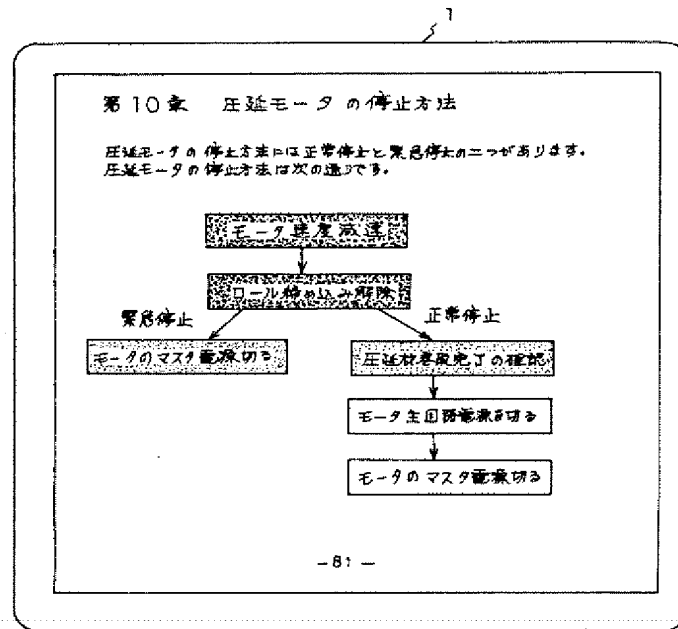 1
第10章 圧延モータの停止方法
圧延モータの停止方法には正常停止と緊急停止の二つがあります。
圧延モータの停止方法は次の通りです。
モータ速度減速
ロール締め込み解除
緊急停止
正常停止
モータのマスタ電源切る
圧延材巻取完了の確認
モータ主回路電源を切る
モータのマスタ電源切る
-81-